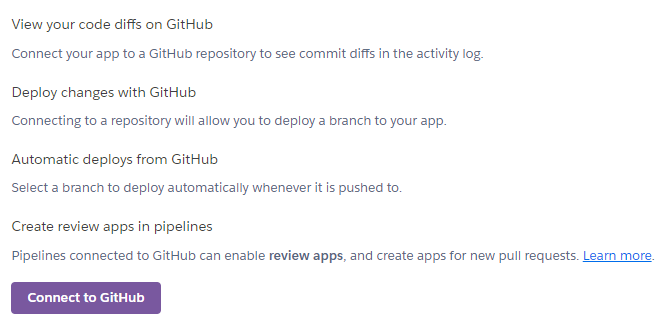 View your code diffs on GitHub
Connect your app to a GitHub repository to see commit diffs in the activity log.
Deploy changes with GitHub
Connecting to a repository will allow you to deploy a branch to your app.
Automatic deploys from GitHub
Select a branch to deploy automatically whenever it is pushed to.
Create review apps in pipelines
Pipelines connected to GitHub can enable review apps, and create apps for new pull requests. Learn more.
Connect to GitHub